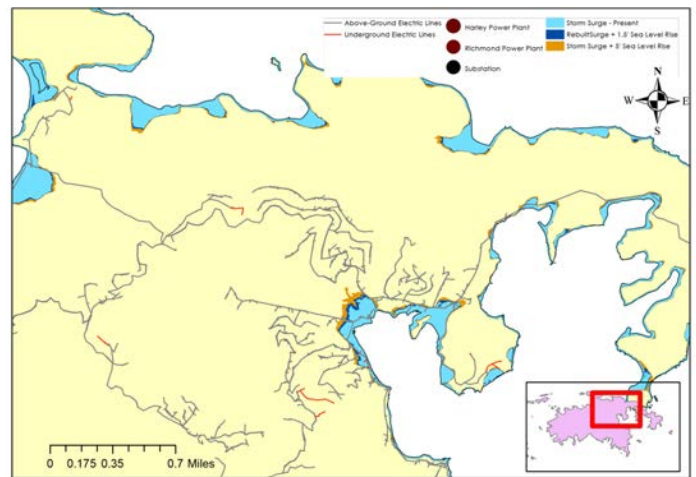 Above-Ground Electric Lines
Underground Electric Lines
Harley Power Plant
Richmond Power Plant
Substation
Storm Surge - Present
RebuiltSurge + 1.5' Sea Level Rise
Storm Surge + 5' Sea Level Rise
N
W E
S
0 0.175 0.35 0.7 Miles